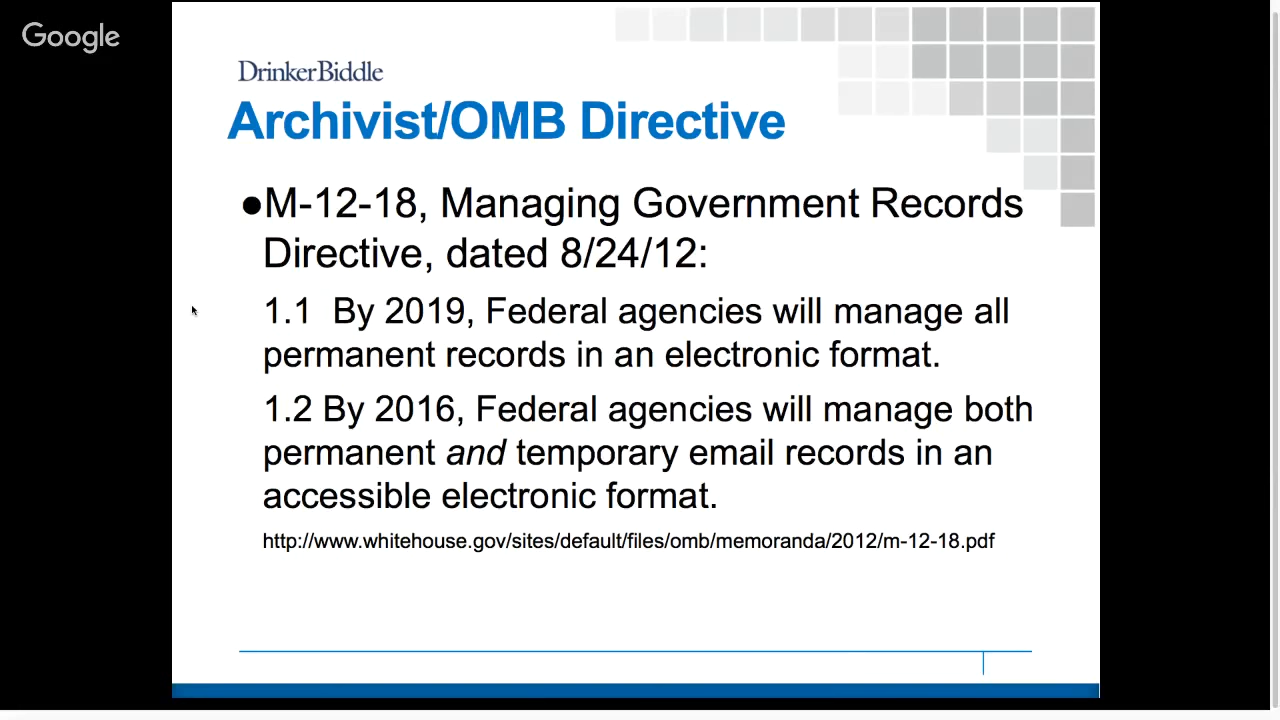 Google
DrinkerBiddle
Archivist/OMB Directive
●M-12-18, Managing Government Records
Directive, dated 8/24/12:
1.1 By 2019, Federal agencies will manage all
permanent records in an electronic format.
1.2 By 2016, Federal agencies will manage both
permanent and temporary email records in an
accessible electronic format.
http://www.whitehouse.gov/sites/default/files/omb/memoranda/2012/m-12-18.pdf